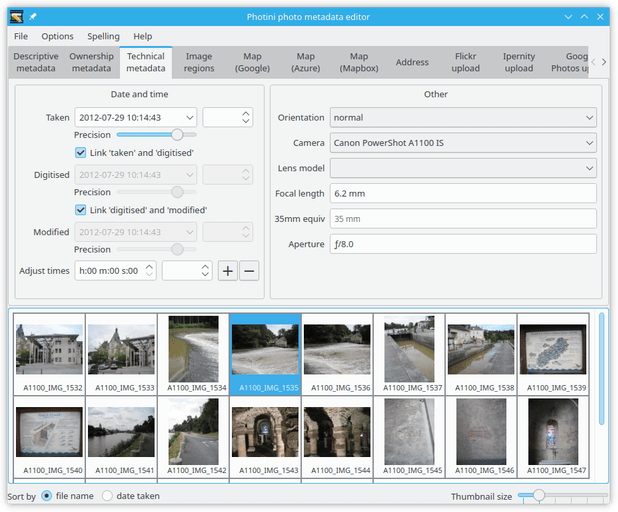 Photini photo metadata editor
File Options Spelling Help
Descriptive metadata
Ownership metadata
Technical metadata
Image regions
Map (Google)
Map (Azure)
Map (Mapbox)
Address
Flickr upload
Ipernity upload
Goog
Photos u
Date and time
Taken 2012-07-29 10:14:43
Precision
Link 'taken' and 'digitised'
Digitised 2012-07-29 10:14:43
Precision
Link 'digitised' and 'modified'
Modified 2012-07-29 10:14:43
Precision
Adjust times h:00 m:00 s:00
Other
Orientation normal
Camera Canon PowerShot A1100 IS
Lens model
Focal length 6.2 mm
35mm equiv 35 mm
Aperture ƒ/8.0
A1100_IMG_1532 A1100_IMG_1533 A1100_IMG_1534 A1100_IMG_1535 A1100_IMG_1536 A1100_IMG_1537 A1100_IMG_1538 A1100_IMG_1539
A1100_IMG_1540 A1100_IMG_1541 A1100_IMG_1542 A1100_IMG_1543 A1100_IMG_1544 A1100_IMG_1545 A1100_IMG_1546 A1100_IMG_1547
Sort by file name date taken Thumbnail size